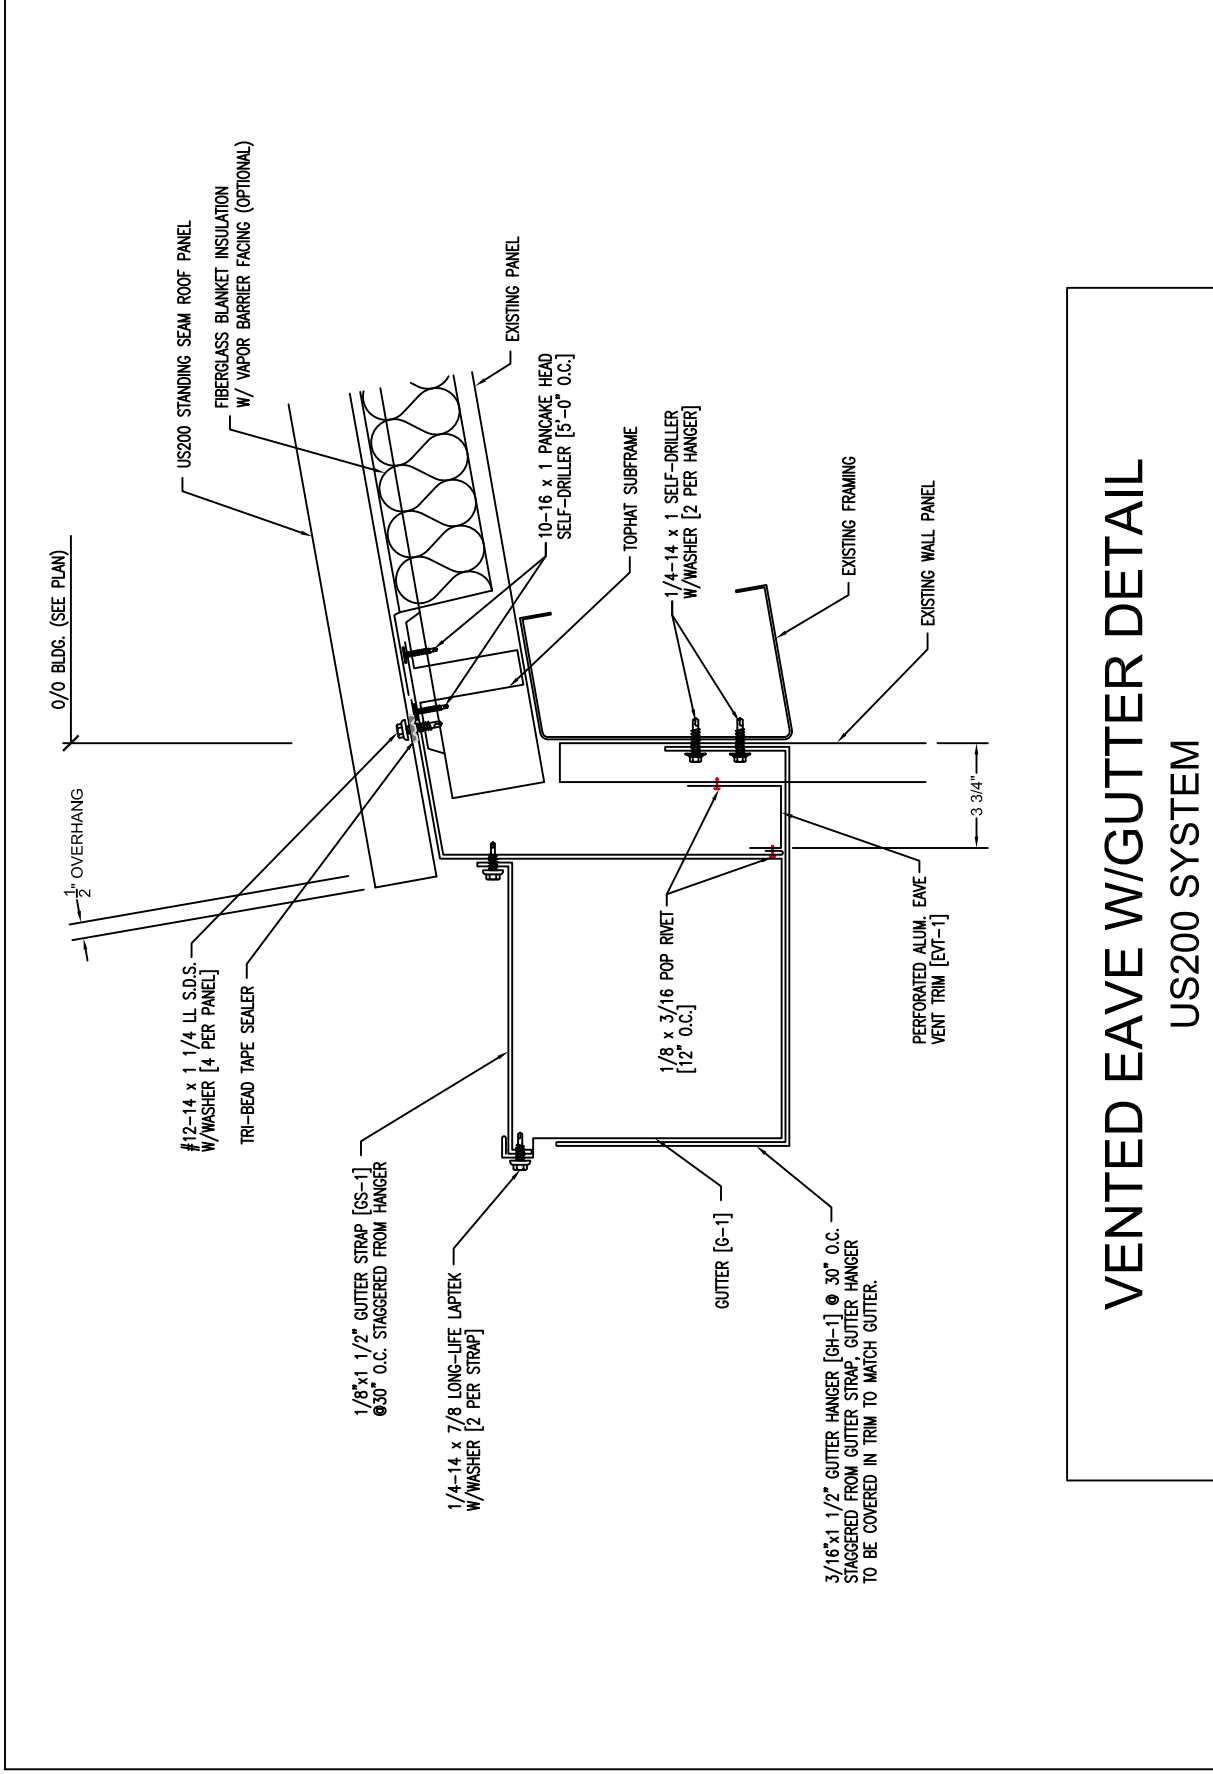 O/O BLDG. (SEE PLAN)
1/2" OVERHANG
US200 STANDING SEAM ROOF PANEL
FIBERGLASS BLANKET INSULATION
W/ VAPOR BARRIER FACING (OPTIONAL)
#12-14 x 1 1/4 LL S.D.S.
W/WASHER [4 PER PANEL]
TRI-BEAD TAPE SEALER
EXISTING PANEL
10-16 x 1 PANCAKE HEAD
SELF-DRILLER [5'-0" O.C.]
1/8"x1 1/2" GUTTER STRAP [GS-1]
@30" O.C. STAGGERED FROM HANGER
TOPHAT SUBFRAME
1/4-14 x 7/8 LONG-LIFE LAPTEK
W/WASHER [2 PER STRAP]
1/4-14 x 1 SELF-DRILLER
W/WASHER [2 PER HANGER]
1/8 x 3/16 POP RIVET
[12" O.C.]
GUTTER [G-1]
EXISTING FRAMING
3/16"x1 1/2" GUTTER HANGER [GH-1] @ 30" O.C.
STAGGERED FROM GUTTER STRAP, GUTTER HANGER
TO BE COVERED IN TRIM TO MATCH GUTTER.
EXISTING WALL PANEL
PERFORATED ALUM. EAVE
VENT TRIM [EVT-1]
3 3/4"
VENTED EAVE W/GUTTER DETAIL
US200 SYSTEM